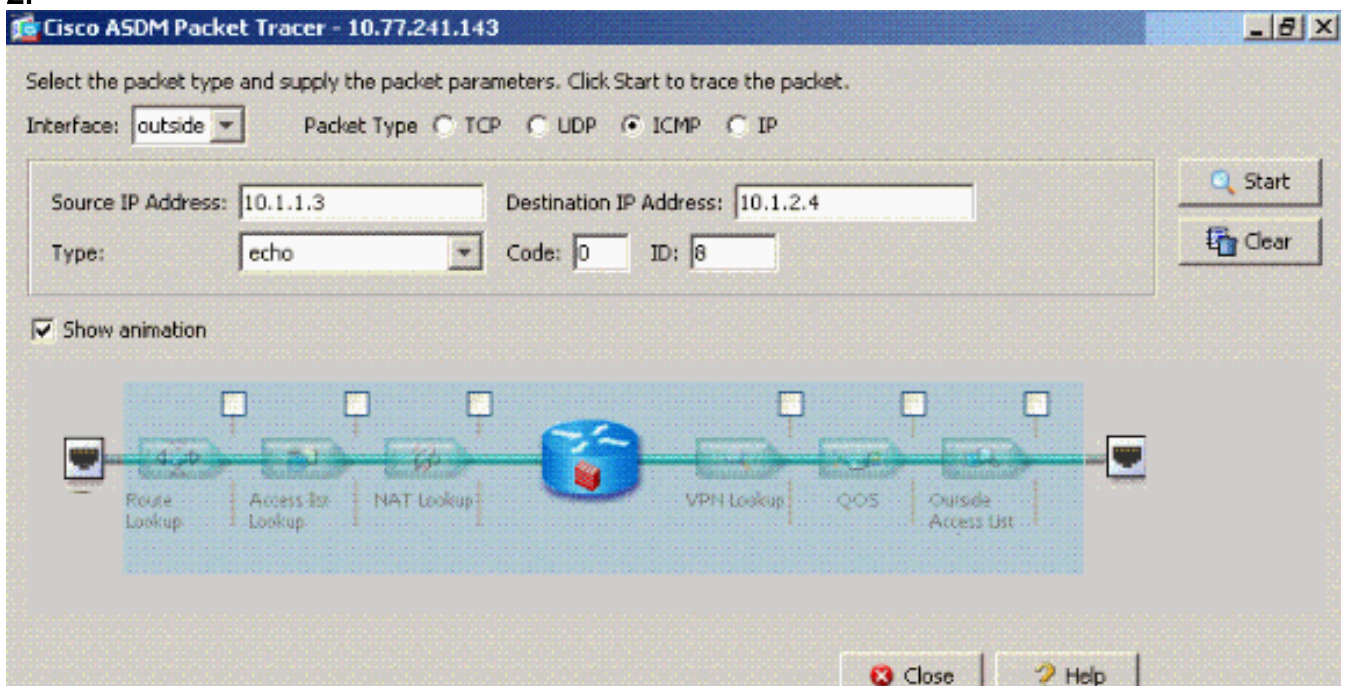 2.
Cisco ASDM Packet Tracer - 10.77.241.143
Select the packet type and supply the packet parameters. Click Start to trace the packet.
Interface: outside Packet Type TCP UDP ICMP IP
Source IP Address: 10.1.1.3 Destination IP Address: 10.1.2.4 Start
Type: echo Code: 0 ID: 8 Clear
Show animation
Route Access list NAT Lookup VPN Lookup QOS Outside
Lookup Lookup Access List
Close Help